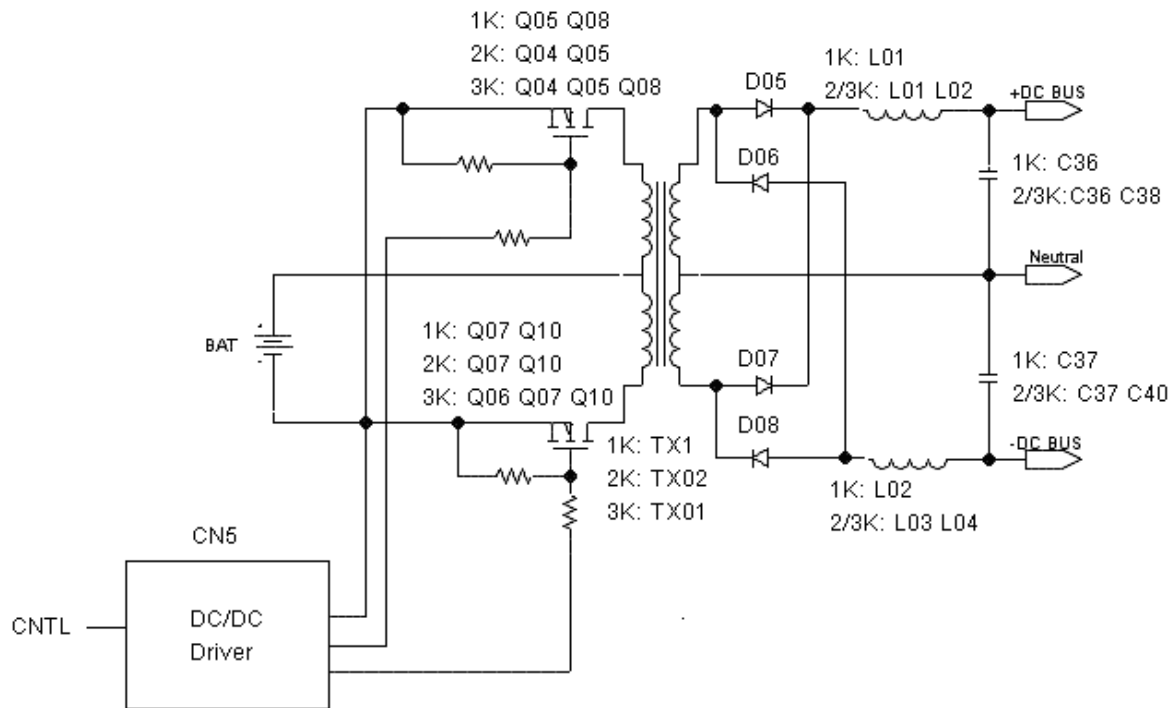 1K: Q05 Q08
2K: Q04 Q05
3K: Q04 Q05 Q08
1K: L01
2/3K: L01 L02
D05
+DC BUS
D06
1K: C36
2/3K:C36 C38
Neutral
BAT
+
-
1K: Q07 Q10
2K: Q07 Q10
3K: Q06 Q07 Q10
D07
1K: C37
2/3K: C37 C40
D08
-DC BUS
1K: TX1
2K: TX02
3K: TX01
1K: L02
2/3K: L03 L04
CN5
CNTL
DC/DC
Driver